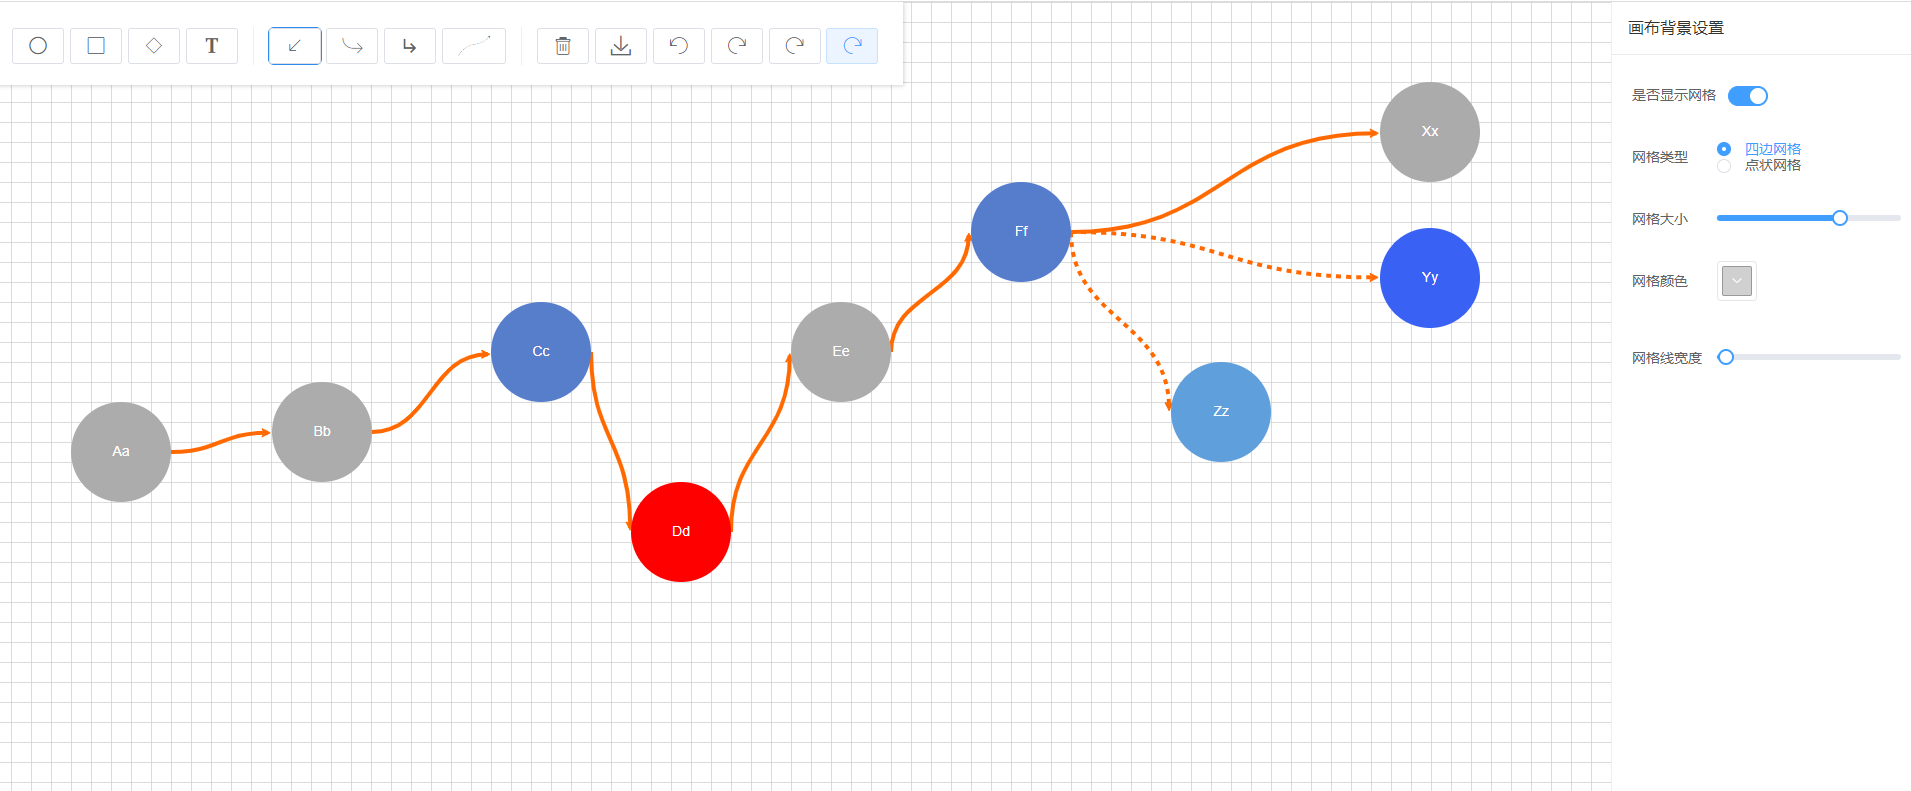 T
画布背景设置
是否显示网格
网格类型
四边网格
点状网格
网格大小
网格颜色
网格线宽度
Xx
Ff
Yy
Cc
Ee
Zz
Bb
Aa
Dd